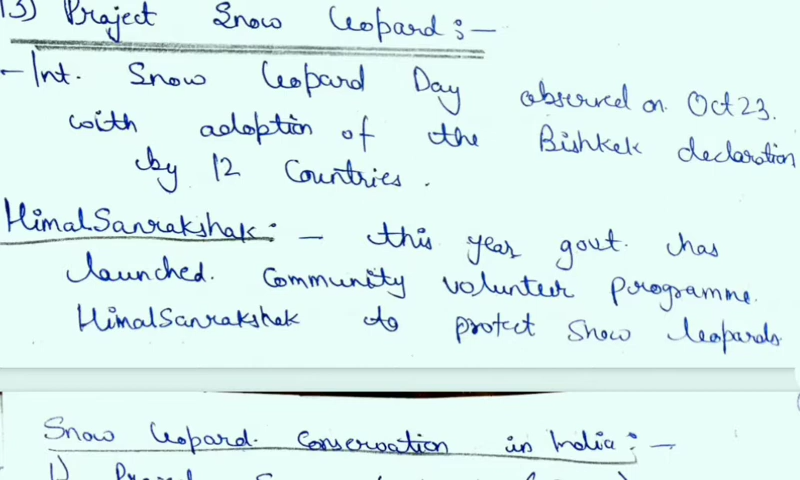 13) Project Snow leopard :-
- Int. Snow leopard Day observed on Oct 23.
with adoption of the Bishkek declaration
by 12 Countries.
HimalSanrakshak :- this year govt. has
launched. Community volunteer programme.
HimalSanrakshak to protect Snow leopards
Snow leopard Conservation in India :-
1) Project